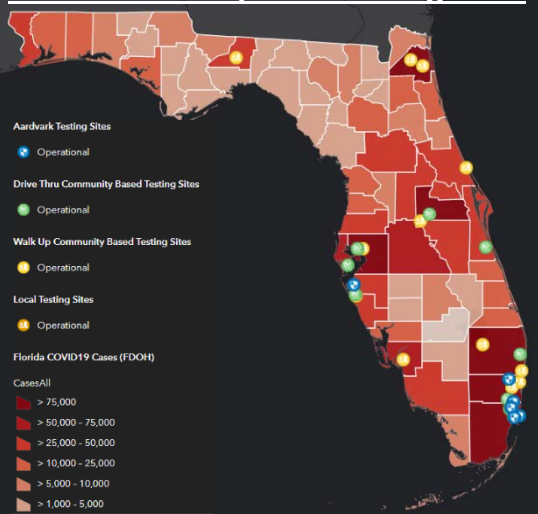 Aardvark Testing Sites
Operational
Drive Thru Community Based Testing Sites
Operational
Walk Up Community Based Testing Sites
Operational
Local Testing Sites
Operational
Florida COVID19 Cases (FDOH)
CasesAll
> 75,000
> 50,000 - 75,000
> 25,000 - 50,000
> 10,000 - 25,000
> 5,000 - 10,000
> 1,000 - 5,000